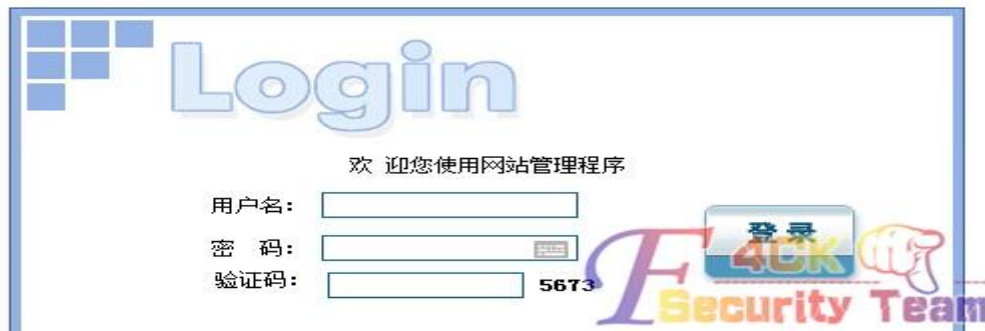 Login
欢 迎您使用网站管理程序
用户名：
密 码：
登录
验证码： 5673
F4CK
Security Team